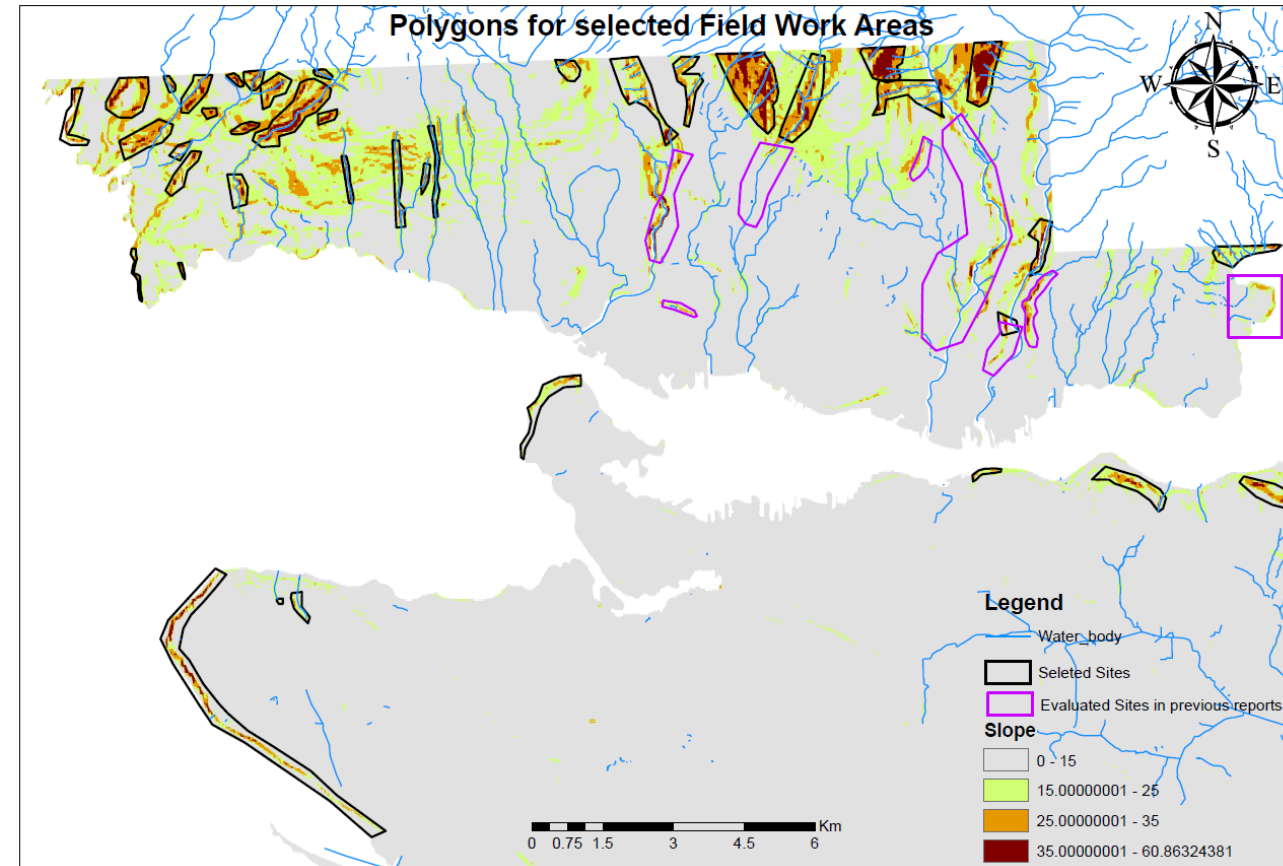 Polygons for selected Field Work Areas
N
W
E
S
Legend
Water_body
Seleted Sites
Evaluated Sites in previous reports
Slope
0 - 15
15.00000001 - 25
25.00000001 - 35
35.00000001 - 60.86324381
Km
0 0.75 1.5 3 4.5 6